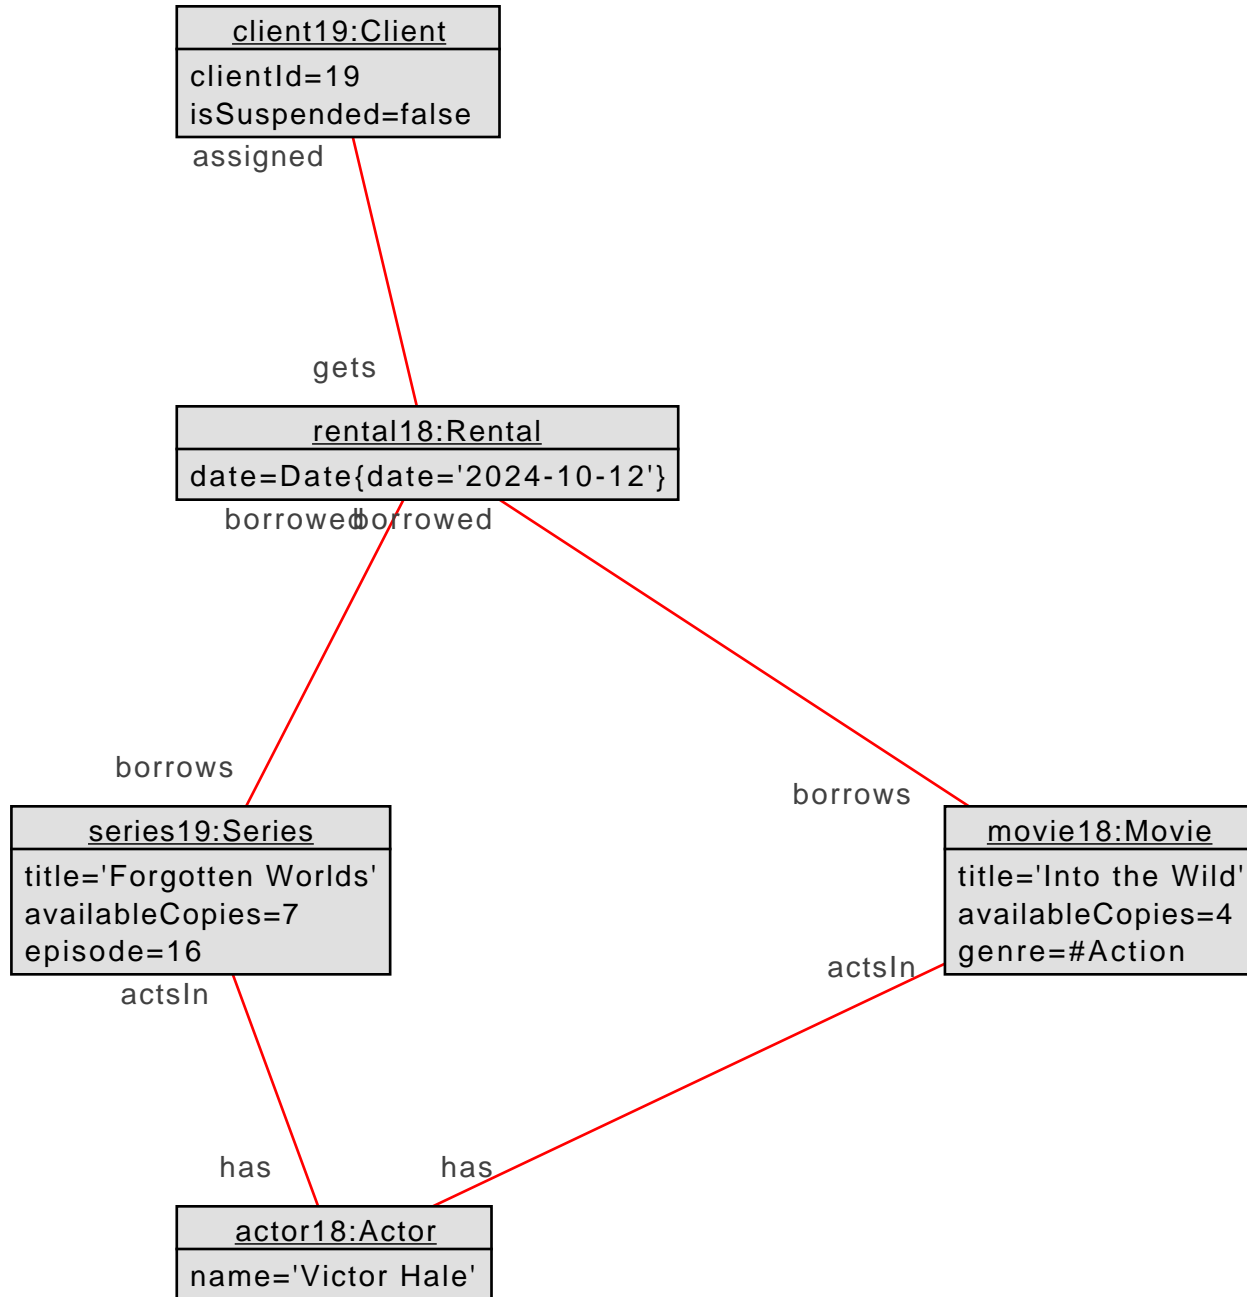 client19:Client
clientId=19
isSuspended=false
assigned
gets
rental18:Rental
date=Date{date='2024-10-12'}
borrowed
borrowed
borrows
borrows
series19:Series
title='Forgotten Worlds'
availableCopies=7
episode=16
movie18:Movie
title='Into the Wild'
availableCopies=4
genre=#Action
actsIn
actsIn
has
has
actor18:Actor
name='Victor Hale'